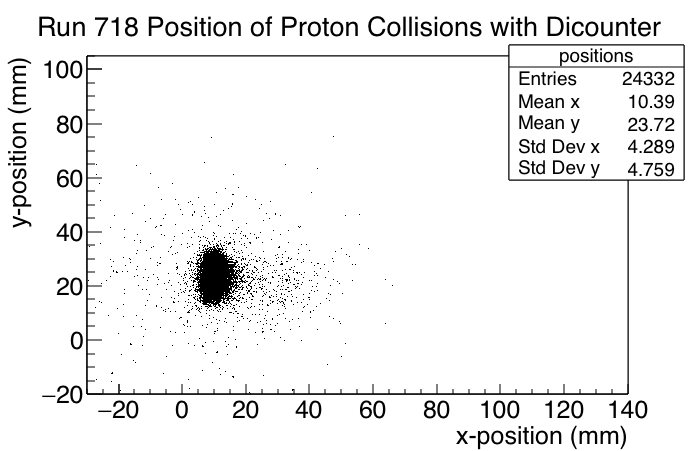 Run 718 Position of Proton Collisions with Dicounter
positions
Entries 24332
Mean x 10.39
Mean y 23.72
Std Dev x 4.289
Std Dev y 4.759
y-position (mm)
100
80
60
40
20
0
−20
−20 0 20 40 60 80 100 120 140
x-position (mm)